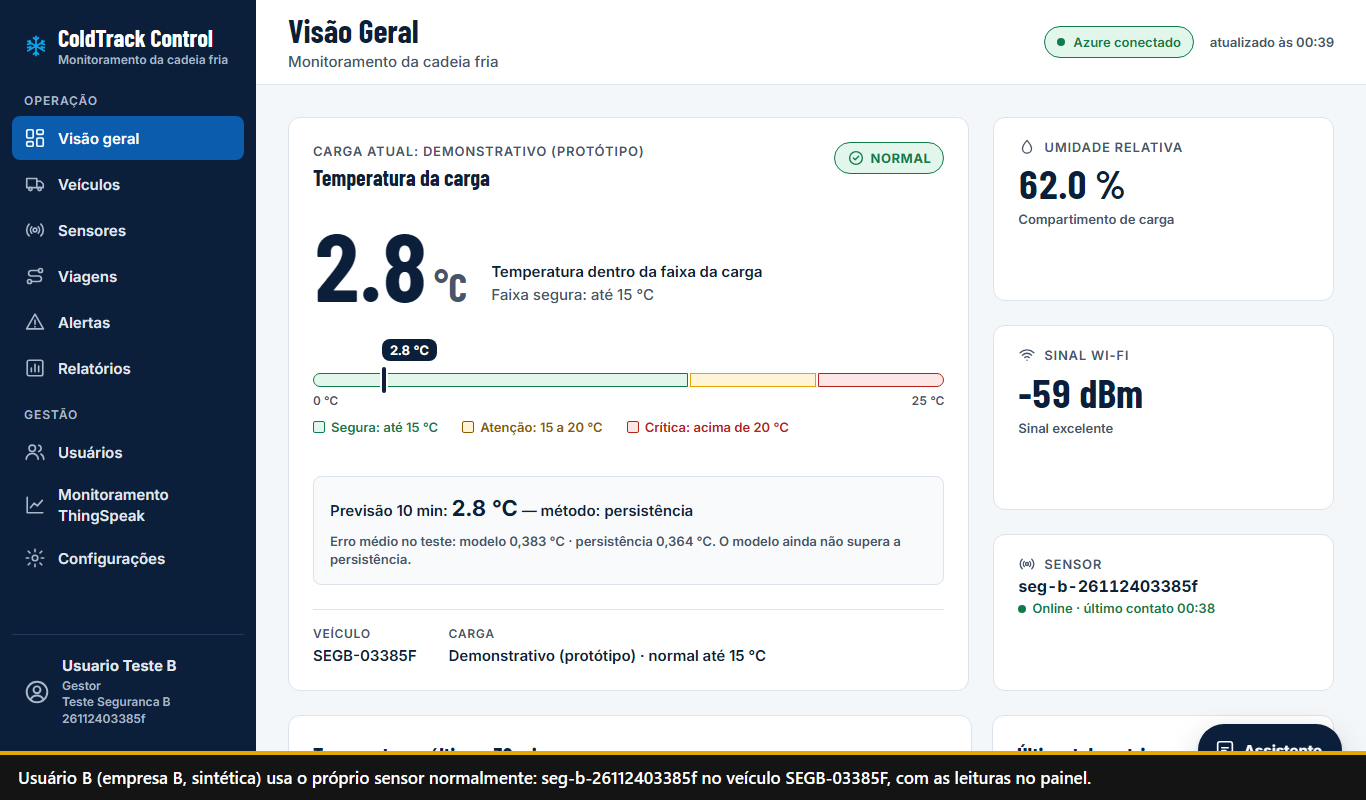 ColdTrack Control
Monitoramento da cadeia fria
OPERAÇÃO
Visão geral
Veículos
Sensores
Viagens
Alertas
Relatórios
GESTÃO
Usuários
Monitoramento
ThingSpeak
Configurações
Usuario Teste B
Gestor
Teste Seguranca B
26112403385f
Visão Geral
Monitoramento da cadeia fria
Azure conectado
atualizado às 00:39
CARGA ATUAL: DEMONSTRATIVO (PROTÓTIPO)
Temperatura da carga
NORMAL
2.8 °C
Temperatura dentro da faixa da carga
Faixa segura: até 15 °C
2.8 °C
0 °C
25 °C
Segura: até 15 °C
Atenção: 15 a 20 °C
Crítica: acima de 20 °C
Previsão 10 min: 2.8 °C — método: persistência
Erro médio no teste: modelo 0,383 °C · persistência 0,364 °C. O modelo ainda não supera a
persistência.
VEÍCULO
SEGB-03385F
CARGA
Demonstrativo (protótipo) · normal até 15 °C
UMIDADE RELATIVA
62.0 %
Compartimento de carga
SINAL WI-FI
-59 dBm
Sinal excelente
SENSOR
seg-b-26112403385f
Online · último contato 00:38
Assistente
Usuário B (empresa B, sintética) usa o próprio sensor normalmente: seg-b-26112403385f no veículo SEGB-03385F, com as leituras no painel.